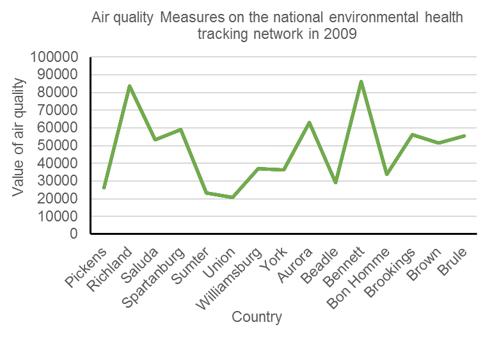 Air quality Measures on the national environmental health
tracking network in 2009
Value of air quality
100000
90000
80000
70000
60000
50000
40000
30000
20000
10000
0
Pickens
Richland
Saluda
Spartanburg
Sumter
Union
Williamsburg
York
Aurora
Beadle
Bennett
Bon Homme
Brookings
Brown
Brule
Country